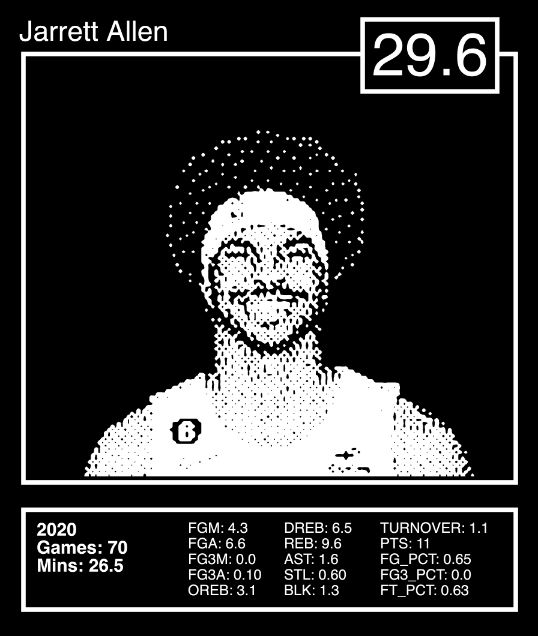 Jarrett Allen
29.6
6
2020
Games: 70
Mins: 26.5
FGM: 4.3
FGA: 6.6
FG3M: 0.0
FG3A: 0.10
OREB: 3.1
DREB: 6.5
REB: 9.6
AST: 1.6
STL: 0.60
BLK: 1.3
TURNOVER: 1.1
PTS: 11
FG_PCT: 0.65
FG3_PCT: 0.0
FT_PCT: 0.63